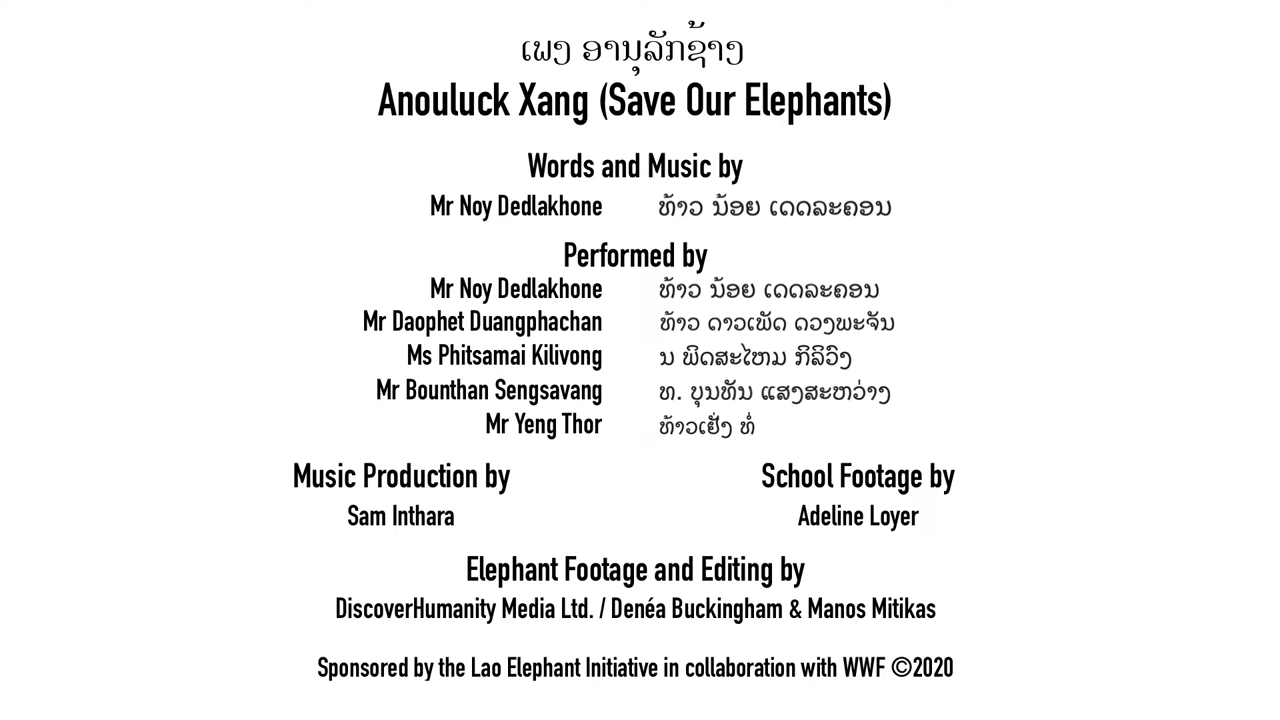 ເພງ ອານຸລັກຊ້າງ
Anouluck Xang (Save Our Elephants)
Words and Music by
Mr Noy Dedlakhone ທ້າວ ນ້ອຍ ເດດລະຄອນ
Performed by
Mr Noy Dedlakhone ທ້າວ ນ້ອຍ ເດດລະຄອນ
Mr Daophet Duangphachan ທ້າວ ດາວເພັດ ດວງພະຈັນ
Ms Phitsamai Kilivong ນ ພິດສະໄຫມ ກິລິວົງ
Mr Bounthan Sengsavang ທ. ບຸນທັນ ແສງສະຫວ່າງ
Mr Yeng Thor ທ້າວເຢັ່ງ ທໍ່
Music Production by School Footage by
Sam Inthara Adeline Loyer
Elephant Footage and Editing by
DiscoverHumanity Media Ltd. / Denéa Buckingham & Manos Mitikas
Sponsored by the Lao Elephant Initiative in collaboration with WWF ©2020